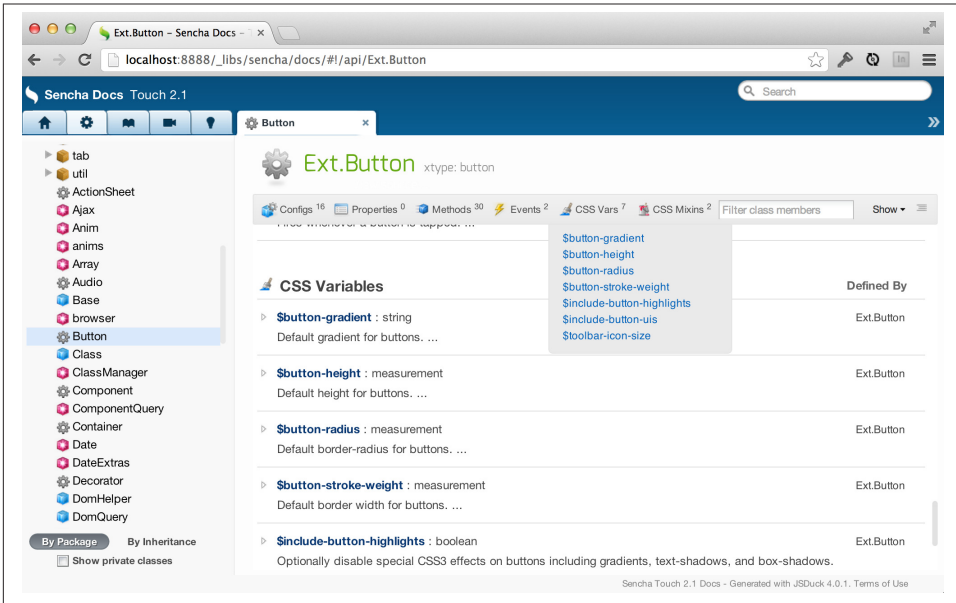 Ext.Button – Sencha Docs –
localhost:8888/_libs/sencha/docs/#!/api/Ext.Button
Sencha Docs Touch 2.1
Search
Button
tab
util
ActionSheet
Ajax
Anim
anims
Array
Audio
Base
browser
Button
Class
ClassManager
Component
ComponentQuery
Container
Date
DateExtras
Decorator
DomHelper
DomQuery
By Package By Inheritance
Show private classes
Ext.Button xtype: button
Configs 16 Properties 0 Methods 30 Events 2 CSS Vars 7 CSS Mixins 2 Filter class members Show
Fires whenever a button is tapped. ...
$button-gradient
$button-height
$button-radius
$button-stroke-weight
$include-button-highlights
$include-button-uis
$toolbar-icon-size
CSS Variables Defined By
$button-gradient : string Ext.Button
Default gradient for buttons. ...
$button-height : measurement Ext.Button
Default height for buttons. ...
$button-radius : measurement Ext.Button
Default border-radius for buttons. ...
$button-stroke-weight : measurement Ext.Button
Default border width for buttons. ...
$include-button-highlights : boolean Ext.Button
Optionally disable special CSS3 effects on buttons including gradients, text-shadows, and box-shadows.
Sencha Touch 2.1 Docs - Generated with JSDuck 4.0.1. Terms of Use